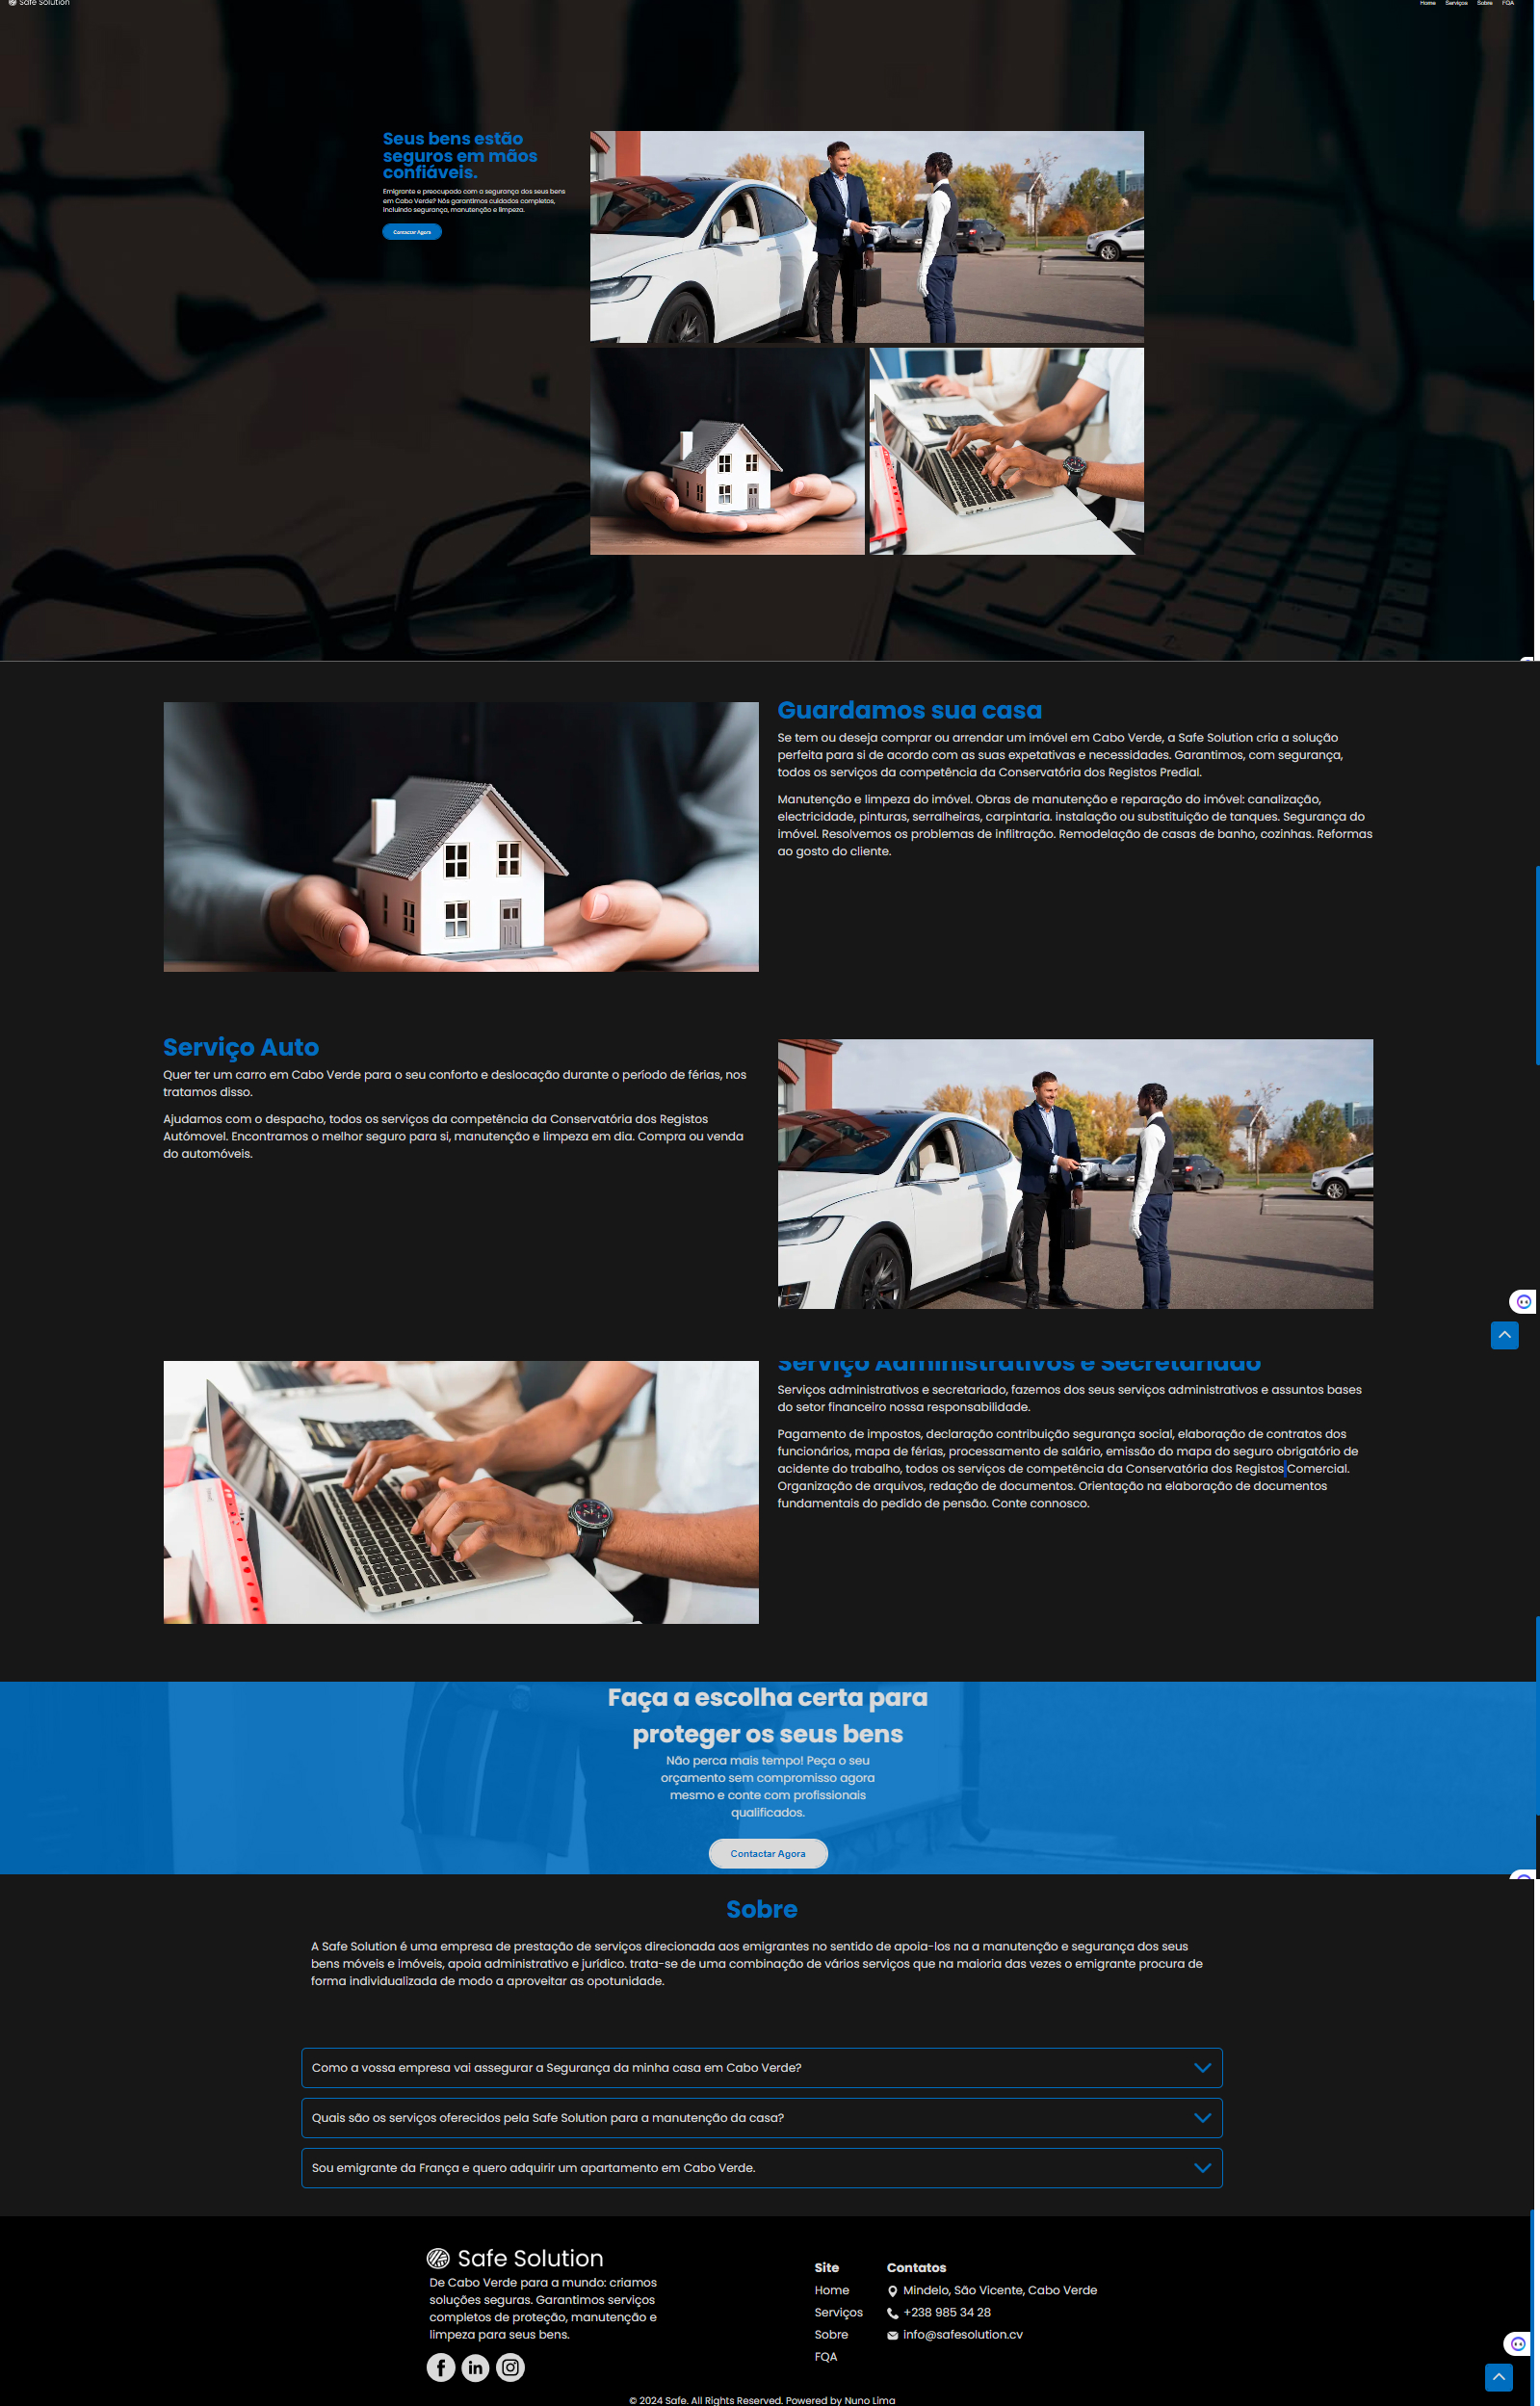 Safe Solution
Home Serviços Sobre FQA
Seus bens estão
seguros em mãos
confiáveis.
Emigrante e preocupado com a segurança dos seus bens
em Cabo Verde? Nós garantimos cuidados completos,
incluindo segurança, manutenção e limpeza.
Contactar Agora
Guardamos sua casa
Se tem ou deseja comprar ou arrendar um imóvel em Cabo Verde, a Safe Solution cria a solução
perfeita para si de acordo com as suas expetativas e necessidades. Garantimos, com segurança,
todos os serviços da competência da Conservatória dos Registos Predial.
Manutenção e limpeza do imóvel. Obras de manutenção e reparação do imóvel: canalização,
electricidade, pinturas, serralheiras, carpintaria. instalação ou substituição de tanques. Segurança do
imóvel. Resolvemos os problemas de inflitração. Remodelação de casas de banho, cozinhas. Reformas
ao gosto do cliente.
Serviço Auto
Quer ter um carro em Cabo Verde para o seu conforto e deslocação durante o período de férias, nos
tratamos disso.
Ajudamos com o despacho, todos os serviços da competência da Conservatória dos Registos
Autómovel. Encontramos o melhor seguro para si, manutenção e limpeza em dia. Compra ou venda
do automóveis.
Serviço Administrativos e Secretariado
Serviços administrativos e secretariado, fazemos dos seus serviços administrativos e assuntos bases
do setor financeiro nossa responsabilidade.
Pagamento de impostos, declaração contribuição segurança social, elaboração de contratos dos
funcionários, mapa de férias, processamento de salário, emissão do mapa do seguro obrigatório de
acidente do trabalho, todos os serviços de competência da Conservatória dos Registos Comercial.
Organização de arquivos, redação de documentos. Orientação na elaboração de documentos
fundamentais do pedido de pensão. Conte connosco.
Faça a escolha certa para
proteger os seus bens
Não perca mais tempo! Peça o seu
orçamento sem compromisso agora
mesmo e conte com profissionais
qualificados.
Contactar Agora
Sobre
A Safe Solution é uma empresa de prestação de serviços direcionada aos emigrantes no sentido de apoia-los na a manutenção e segurança dos seus
bens móveis e imóveis, apoia administrativo e jurídico. trata-se de uma combinação de vários serviços que na maioria das vezes o emigrante procura de
forma individualizada de modo a aproveitar as opotunidade.
Como a vossa empresa vai assegurar a Segurança da minha casa em Cabo Verde?
Quais são os serviços oferecidos pela Safe Solution para a manutenção da casa?
Sou emigrante da França e quero adquirir um apartamento em Cabo Verde.
Safe Solution
De Cabo Verde para a mundo: criamos
soluções seguras. Garantimos serviços
completos de proteção, manutenção e
limpeza para seus bens.
Site
Home
Serviços
Sobre
FQA
Contatos
Mindelo, São Vicente, Cabo Verde
+238 985 34 28
info@safesolution.cv
© 2024 Safe. All Rights Reserved. Powered by Nuno Lima